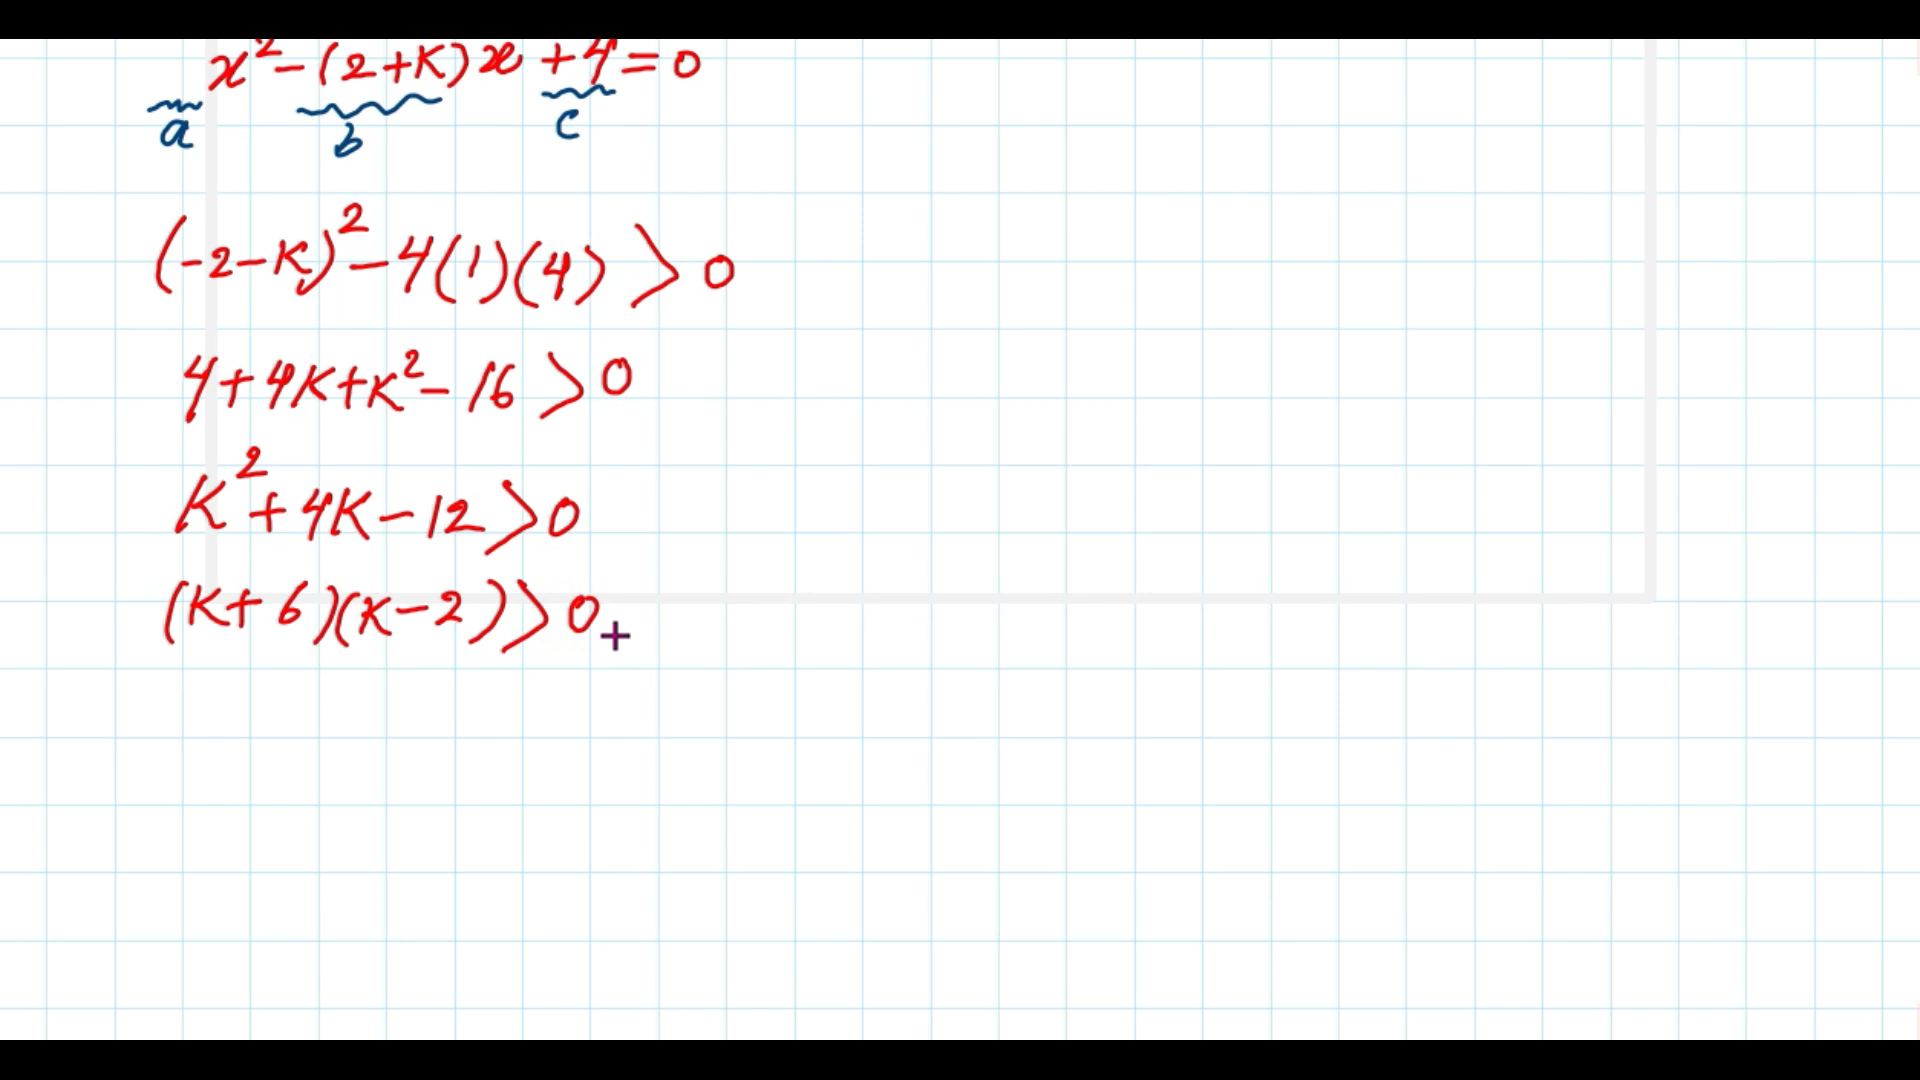 x² - (2+K)x + 4 = 0
a b c
(-2-K)² - 4(1)(4) > 0
4 + 4K + K² - 16 > 0
K² + 4K - 12 > 0
(K+6)(K-2) > 0